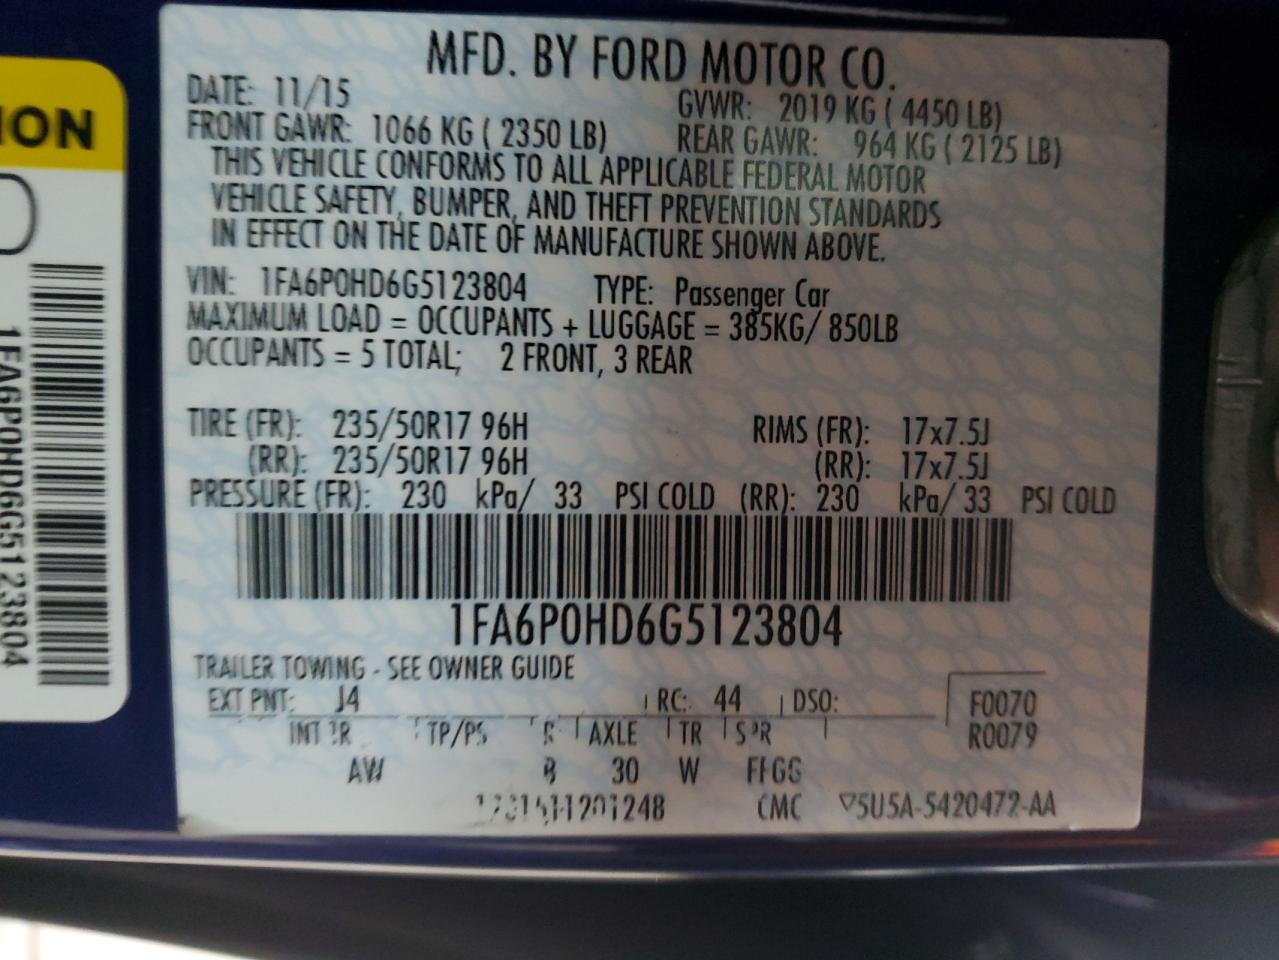 MFD. BY FORD MOTOR CO.
DATE: 11/15 GVWR: 2019 KG ( 4450 LB)
FRONT GAWR: 1066 KG ( 2350 LB) REAR GAWR: 964 KG ( 2125 LB)
THIS VEHICLE CONFORMS TO ALL APPLICABLE FEDERAL MOTOR
VEHICLE SAFETY, BUMPER, AND THEFT PREVENTION STANDARDS
IN EFFECT ON THE DATE OF MANUFACTURE SHOWN ABOVE.
VIN: 1FA6P0HD6G5123804 TYPE: Passenger Car
MAXIMUM LOAD = OCCUPANTS + LUGGAGE = 385KG/ 850LB
OCCUPANTS = 5 TOTAL; 2 FRONT, 3 REAR
TIRE (FR): 235/50R17 96H RIMS (FR): 17x7.5J
(RR): 235/50R17 96H (RR): 17x7.5J
PRESSURE (FR): 230 kPa/ 33 PSI COLD (RR): 230 kPa/ 33 PSI COLD
1FA6P0HD6G5123804
TRAILER TOWING - SEE OWNER GUIDE
EXT PNT: J4 RC: 44 DSO: F0070
INT TP/PS AXLE TR R0079
AW 30 W
CMC 5U5A-5420472-AA
ION
1FA6P0HD6G5123804